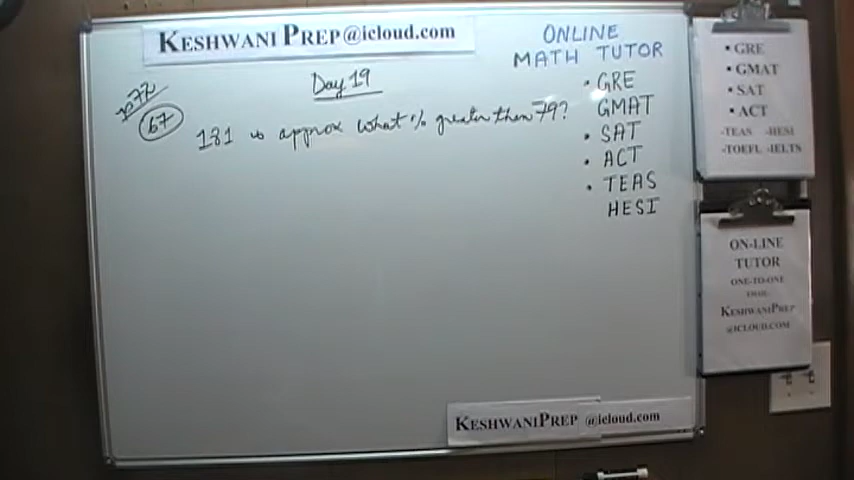 KESHWANI PREP@icloud.com
Day 19
p 72
67
181 is approx what % greater than 79?
ONLINE
MATH TUTOR
• GRE
GMAT
• SAT
• ACT
• TEAS
HESI
▪ GRE
▪ GMAT
▪ SAT
▪ ACT
-TEAS -HESI
-TOEFL -IELTS
ON-LINE
TUTOR
ONE-TO-ONE
KESHWANIPREP
@ICLOUD.COM
KESHWANIPREP @icloud.com